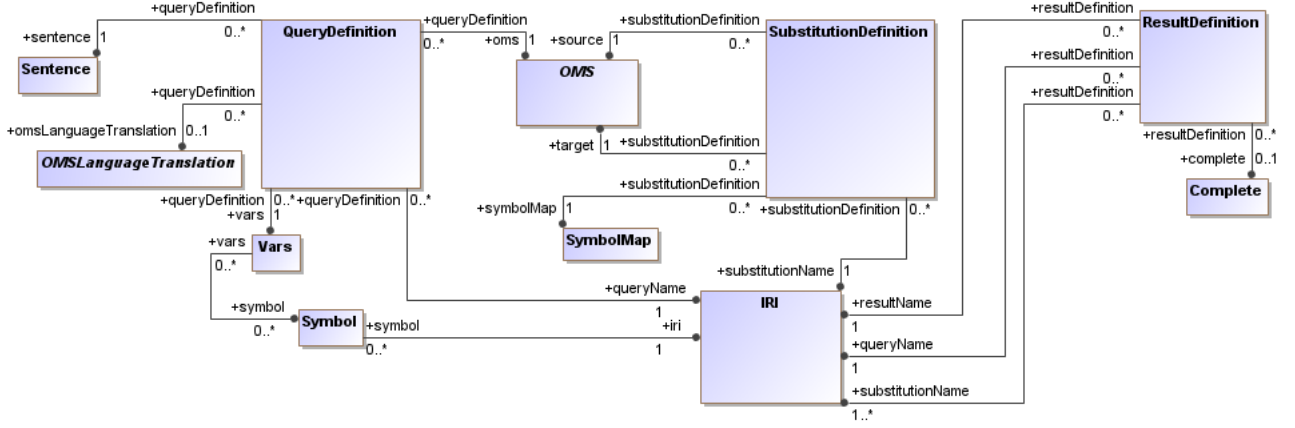 +queryDefinition
0..*
+sentence
1
Sentence
QueryDefinition
+queryDefinition
0..*
+oms
1
+queryDefinition
0..*
+omsLanguageTranslation
0..1
OMSLanguageTranslation
+queryDefinition
0..*
+vars
1
Vars
+queryDefinition
0..*
+vars
0..*
+symbol
0..*
Symbol
+symbol
0..*
+iri
1
+queryName
1
OMS
+substitutionDefinition
0..*
+source
1
SubstitutionDefinition
+target
1
+substitutionDefinition
0..*
+substitutionDefinition
0..*
+symbolMap
1
SymbolMap
+substitutionDefinition
0..*
+substitutionName
1
IRI
+resultDefinition
0..*
ResultDefinition
+resultDefinition
0..*
+resultDefinition
0..*
+resultDefinition
0..*
+complete
0..1
Complete
+resultName
1
+queryName
1
+substitutionName
1..*